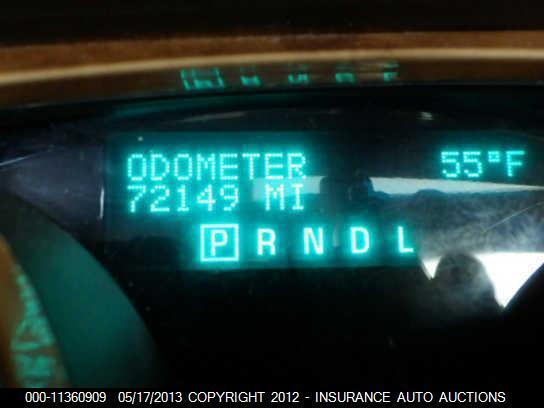 ODOMETER 55°F
72149 MI
P R N D L
000-11360909 05/17/2013 COPYRIGHT 2012 - INSURANCE AUTO AUCTIONS